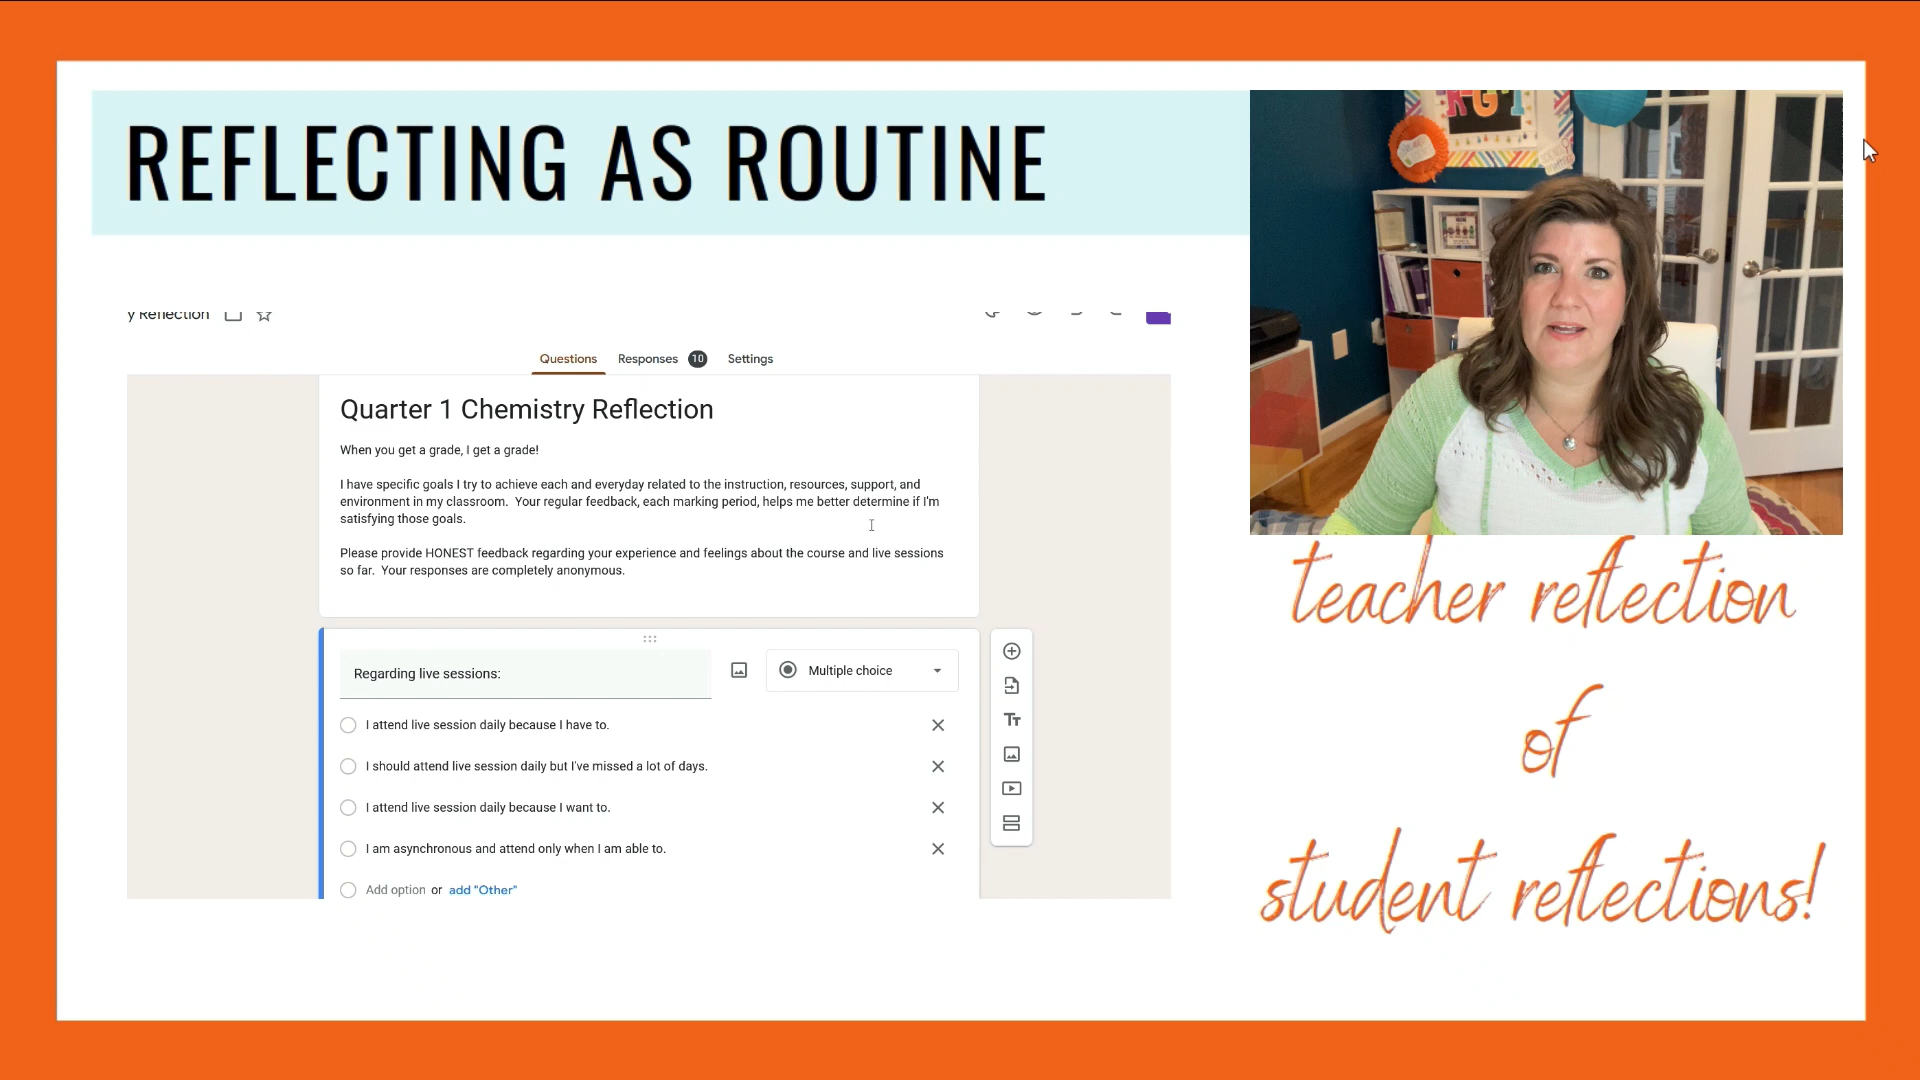 REFLECTING AS ROUTINE
y Reflection
Questions Responses 10 Settings
Quarter 1 Chemistry Reflection
When you get a grade, I get a grade!
I have specific goals I try to achieve each and everyday related to the instruction, resources, support, and
environment in my classroom. Your regular feedback, each marking period, helps me better determine if I'm
satisfying those goals.
Please provide HONEST feedback regarding your experience and feelings about the course and live sessions
so far. Your responses are completely anonymous.
Regarding live sessions:
Multiple choice
I attend live session daily because I have to.
I should attend live session daily but I've missed a lot of days.
I attend live session daily because I want to.
I am asynchronous and attend only when I am able to.
Add option or add "Other"
teacher reflection
of
student reflections!